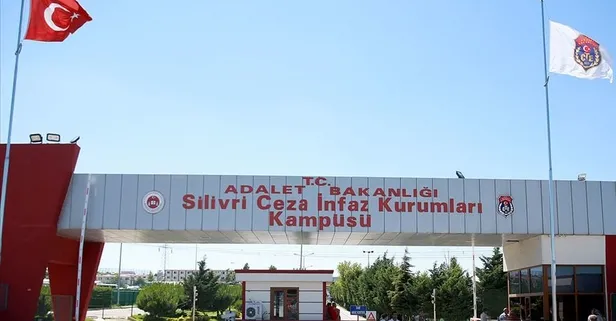 T.C.
ADALET BAKANLIĞI
Silivri Ceza İnfaz Kurumları
Kampüsü